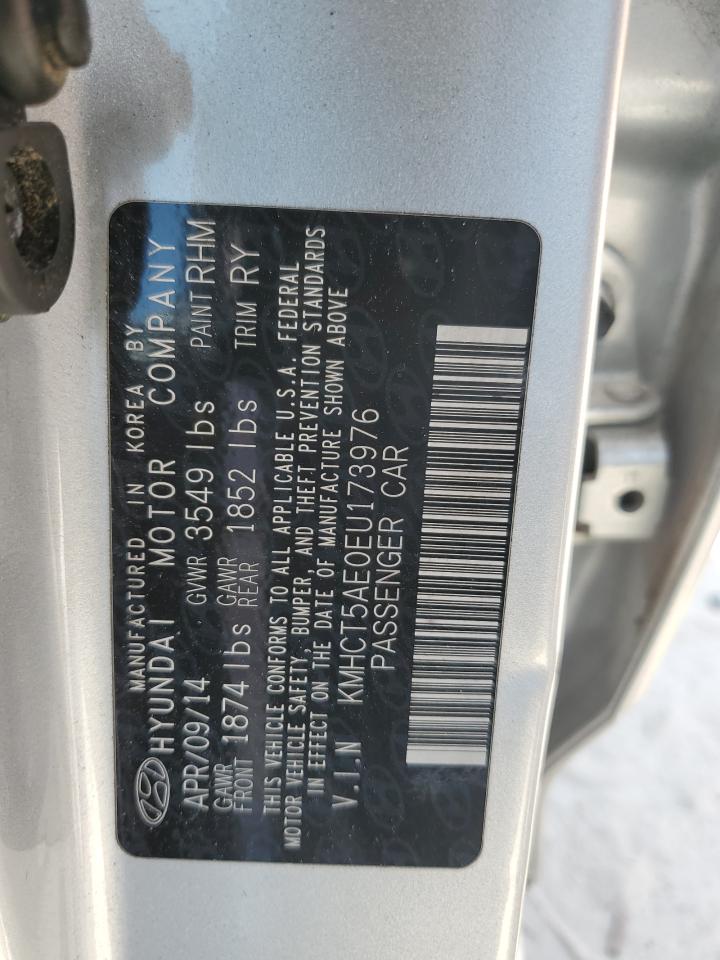 MANUFACTURED IN KOREA BY
HYUNDAI MOTOR COMPANY
APR/09/14 GVWR 3549 lbs PAINT RHM
GAWR FRONT 1874 lbs GAWR REAR 1852 lbs TRIM RY
THIS VEHICLE CONFORMS TO ALL APPLICABLE U.S.A. FEDERAL
MOTOR VEHICLE SAFETY, BUMPER, AND THEFT PREVENTION STANDARDS
IN EFFECT ON THE DATE OF MANUFACTURE SHOWN ABOVE
V.I.N KMHCT5AE0EU173976
PASSENGER CAR